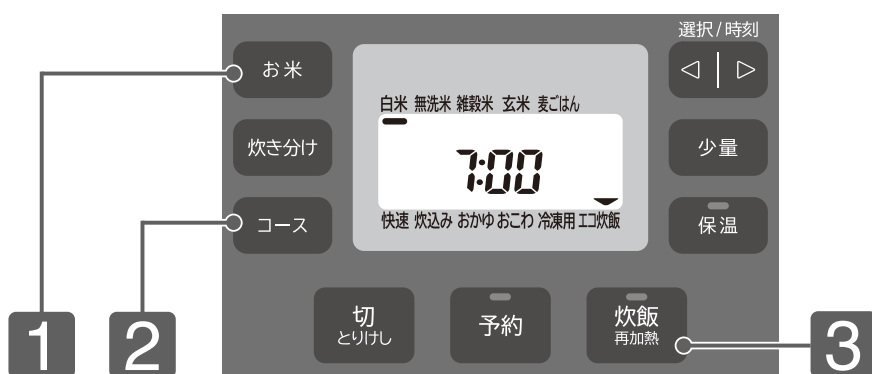 選択/時刻
お米
◁ | ▷
白米 無洗米 雑穀米 玄米 麦ごはん
炊き分け
7:00
少量
コース
快速 炊込み おかゆ おこわ 冷凍用 エコ炊飯
保温
切
とりけし
予約
炊飯
再加熱
1
2
3